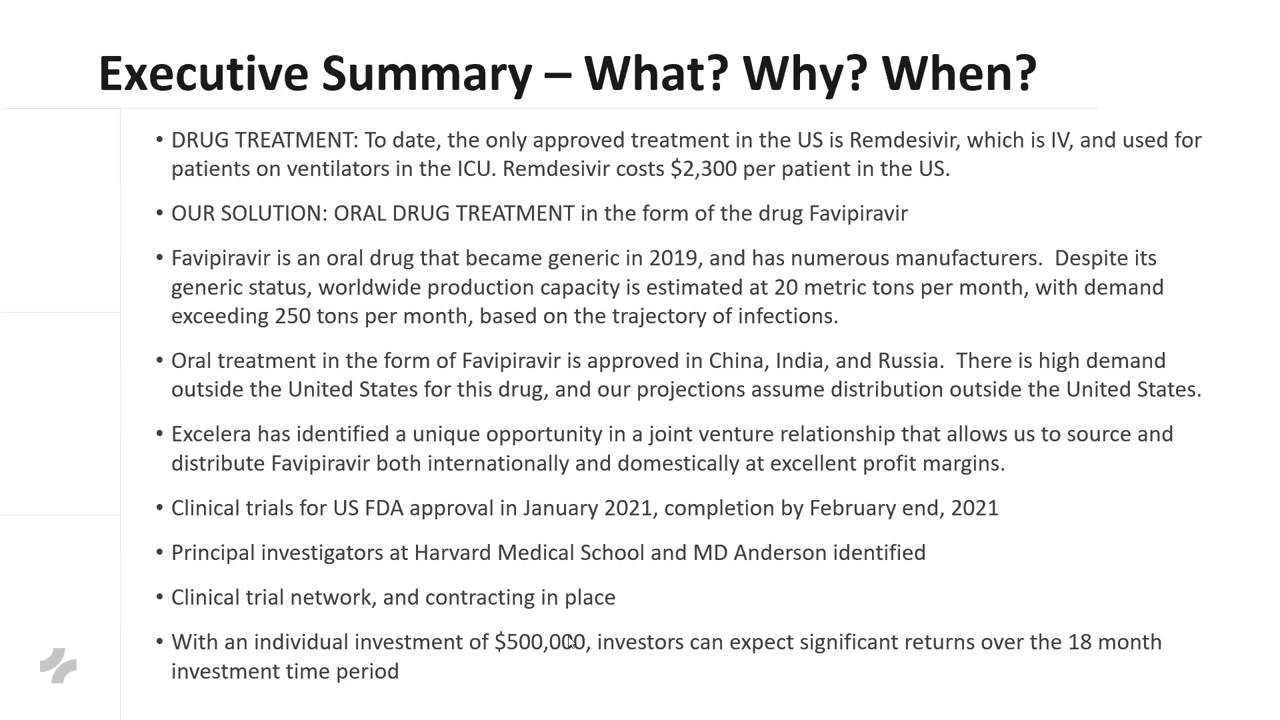 Executive Summary – What? Why? When?
• DRUG TREATMENT: To date, the only approved treatment in the US is Remdesivir, which is IV, and used for
patients on ventilators in the ICU. Remdesivir costs $2,300 per patient in the US.
• OUR SOLUTION: ORAL DRUG TREATMENT in the form of the drug Favipiravir
• Favipiravir is an oral drug that became generic in 2019, and has numerous manufacturers.  Despite its
generic status, worldwide production capacity is estimated at 20 metric tons per month, with demand
exceeding 250 tons per month, based on the trajectory of infections.
• Oral treatment in the form of Favipiravir is approved in China, India, and Russia.  There is high demand
outside the United States for this drug, and our projections assume distribution outside the United States.
• Excelera has identified a unique opportunity in a joint venture relationship that allows us to source and
distribute Favipiravir both internationally and domestically at excellent profit margins.
• Clinical trials for US FDA approval in January 2021, completion by February end, 2021
• Principal investigators at Harvard Medical School and MD Anderson identified
• Clinical trial network, and contracting in place
• With an individual investment of $500,000, investors can expect significant returns over the 18 month
investment time period